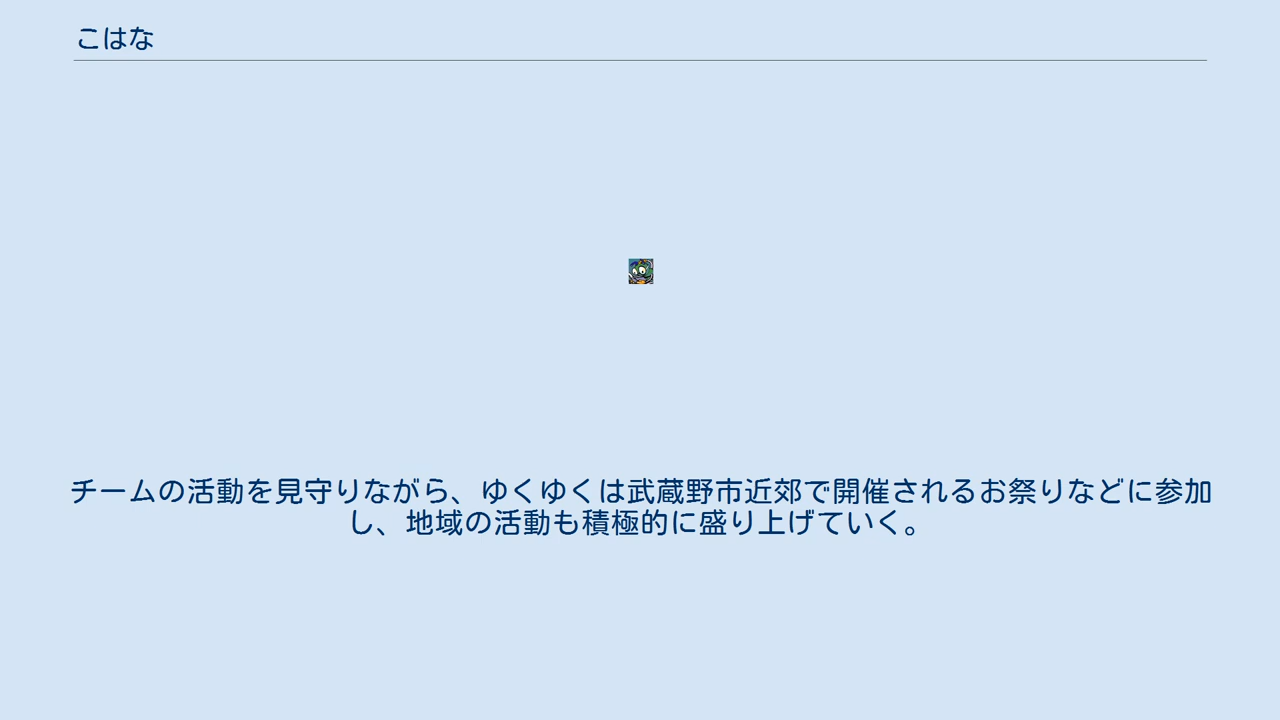 こはな
チームの活動を見守りながら、ゆくゆくは武蔵野市近郊で開催されるお祭りなどに参加
し、地域の活動も積極的に盛り上げていく。